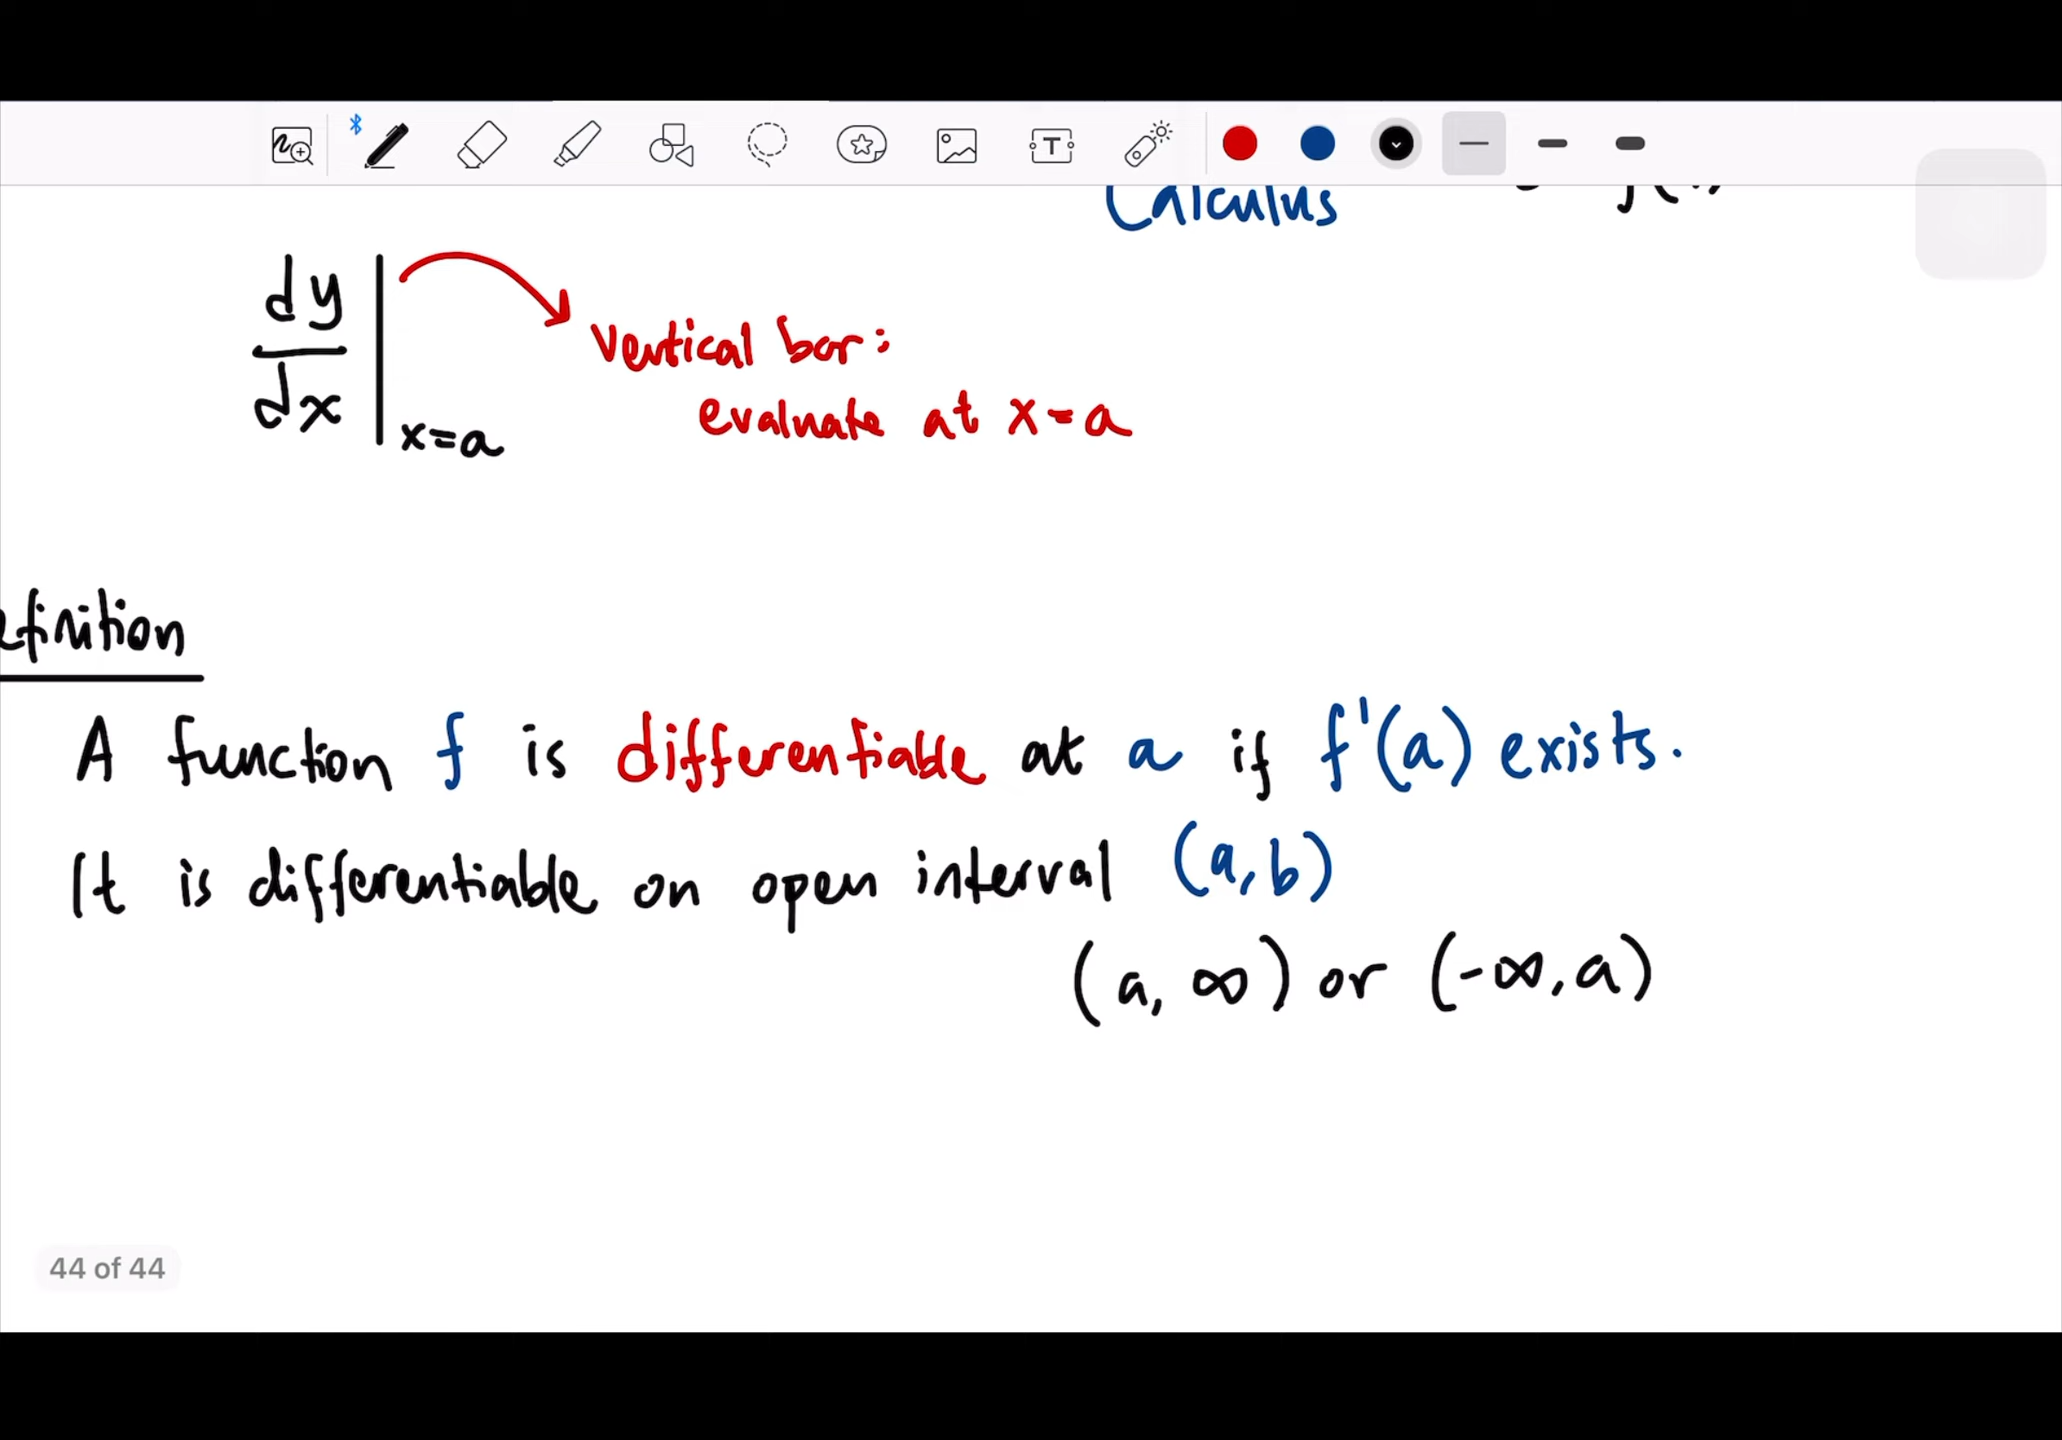 Calculus
dy
dx
x=a
Vertical bar:
evaluate at x=a
efinition
A function f is differentiable at a if f'(a) exists.
It is differentiable on open interval (a,b)
(a, ∞) or (-∞, a)
44 of 44